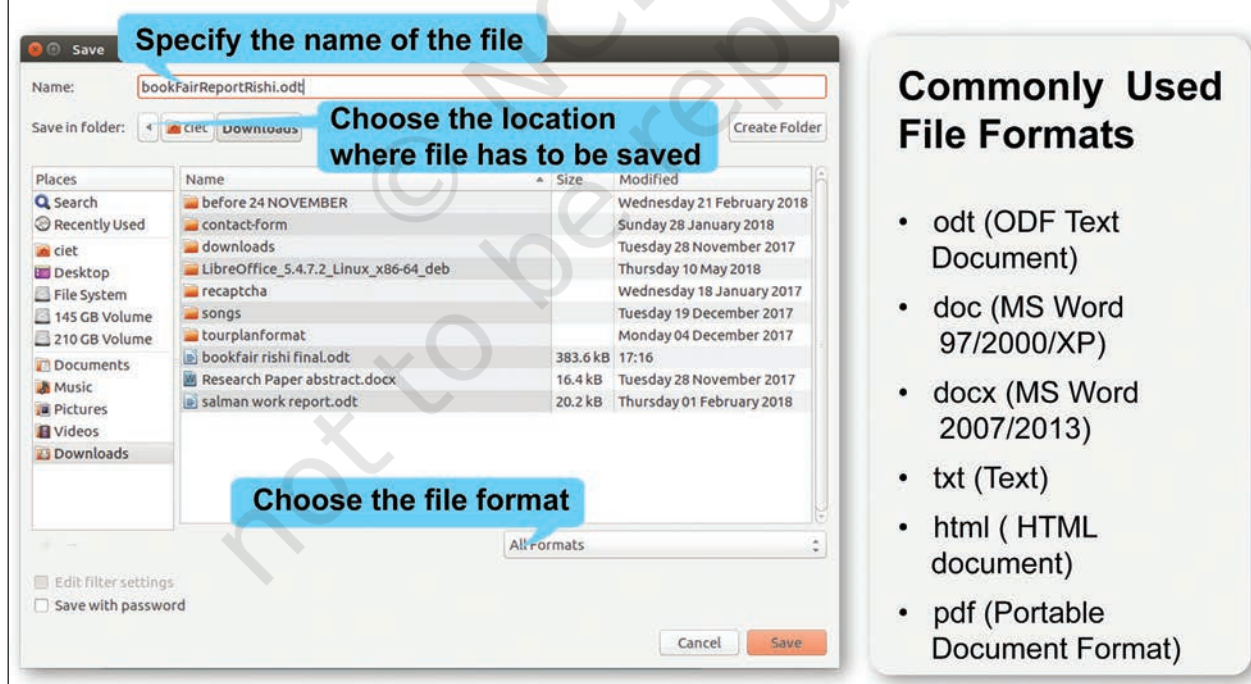 Save
Specify the name of the file
Name:
bookFairReportRishi.odt
Save in folder:
ciet
Downloads
Choose the location
where file has to be saved
Create Folder
Places
Search
Recently Used
ciet
Desktop
File System
145 GB Volume
210 GB Volume
Documents
Music
Pictures
Videos
Downloads
Name Size Modified
before 24 NOVEMBER Wednesday 21 February 2018
contact-form Sunday 28 January 2018
downloads Tuesday 28 November 2017
LibreOffice_5.4.7.2_Linux_x86-64_deb Thursday 10 May 2018
recaptcha Wednesday 18 January 2017
songs Tuesday 19 December 2017
tourplanformat Monday 04 December 2017
bookfair rishi final.odt 383.6 kB 17:16
Research Paper abstract.docx 16.4 kB Tuesday 28 November 2017
salman work report.odt 20.2 kB Thursday 01 February 2018
Choose the file format
All Formats
Edit filter settings
Save with password
Cancel
Save
Commonly Used
File Formats
• odt (ODF Text
Document)
• doc (MS Word
97/2000/XP)
• docx (MS Word
2007/2013)
• txt (Text)
• html ( HTML
document)
• pdf (Portable
Document Format)
© NC
not to be repu